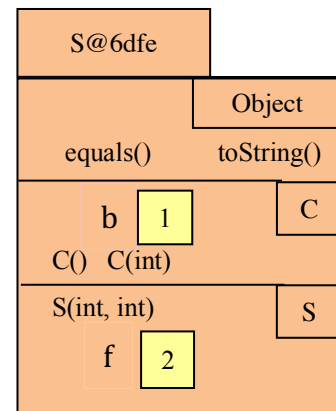 S@6dfe
Object
equals() toString()
b 1 C
C() C(int)
S(int, int) S
f 2